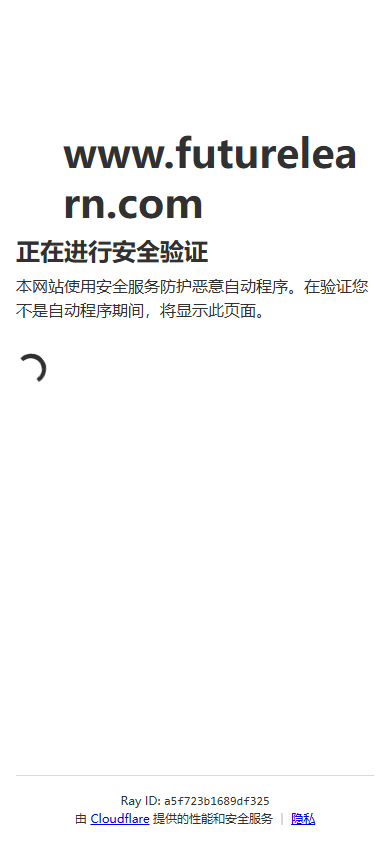 www.futurelea
rn.com
正在进行安全验证
本网站使用安全服务防护恶意自动程序。在验证您
不是自动程序期间，将显示此页面。
Ray ID: a5f723b1689df325
由 Cloudflare 提供的性能和安全服务 | 隐私